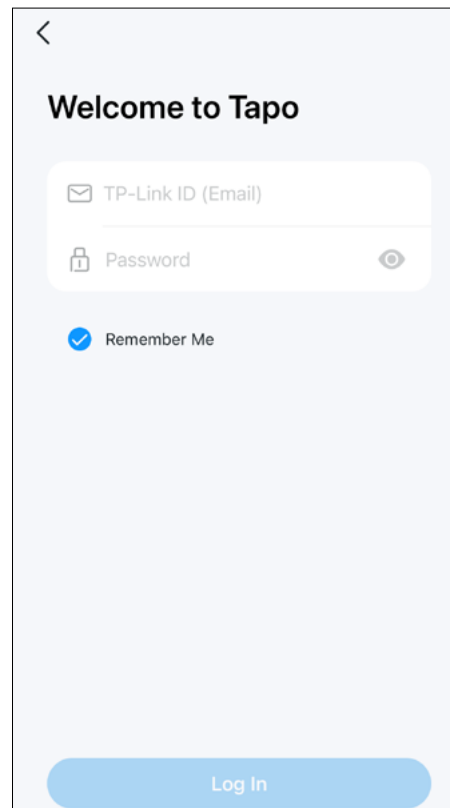 Welcome to Tapo
TP-Link ID (Email)
Password
Remember Me
Log In